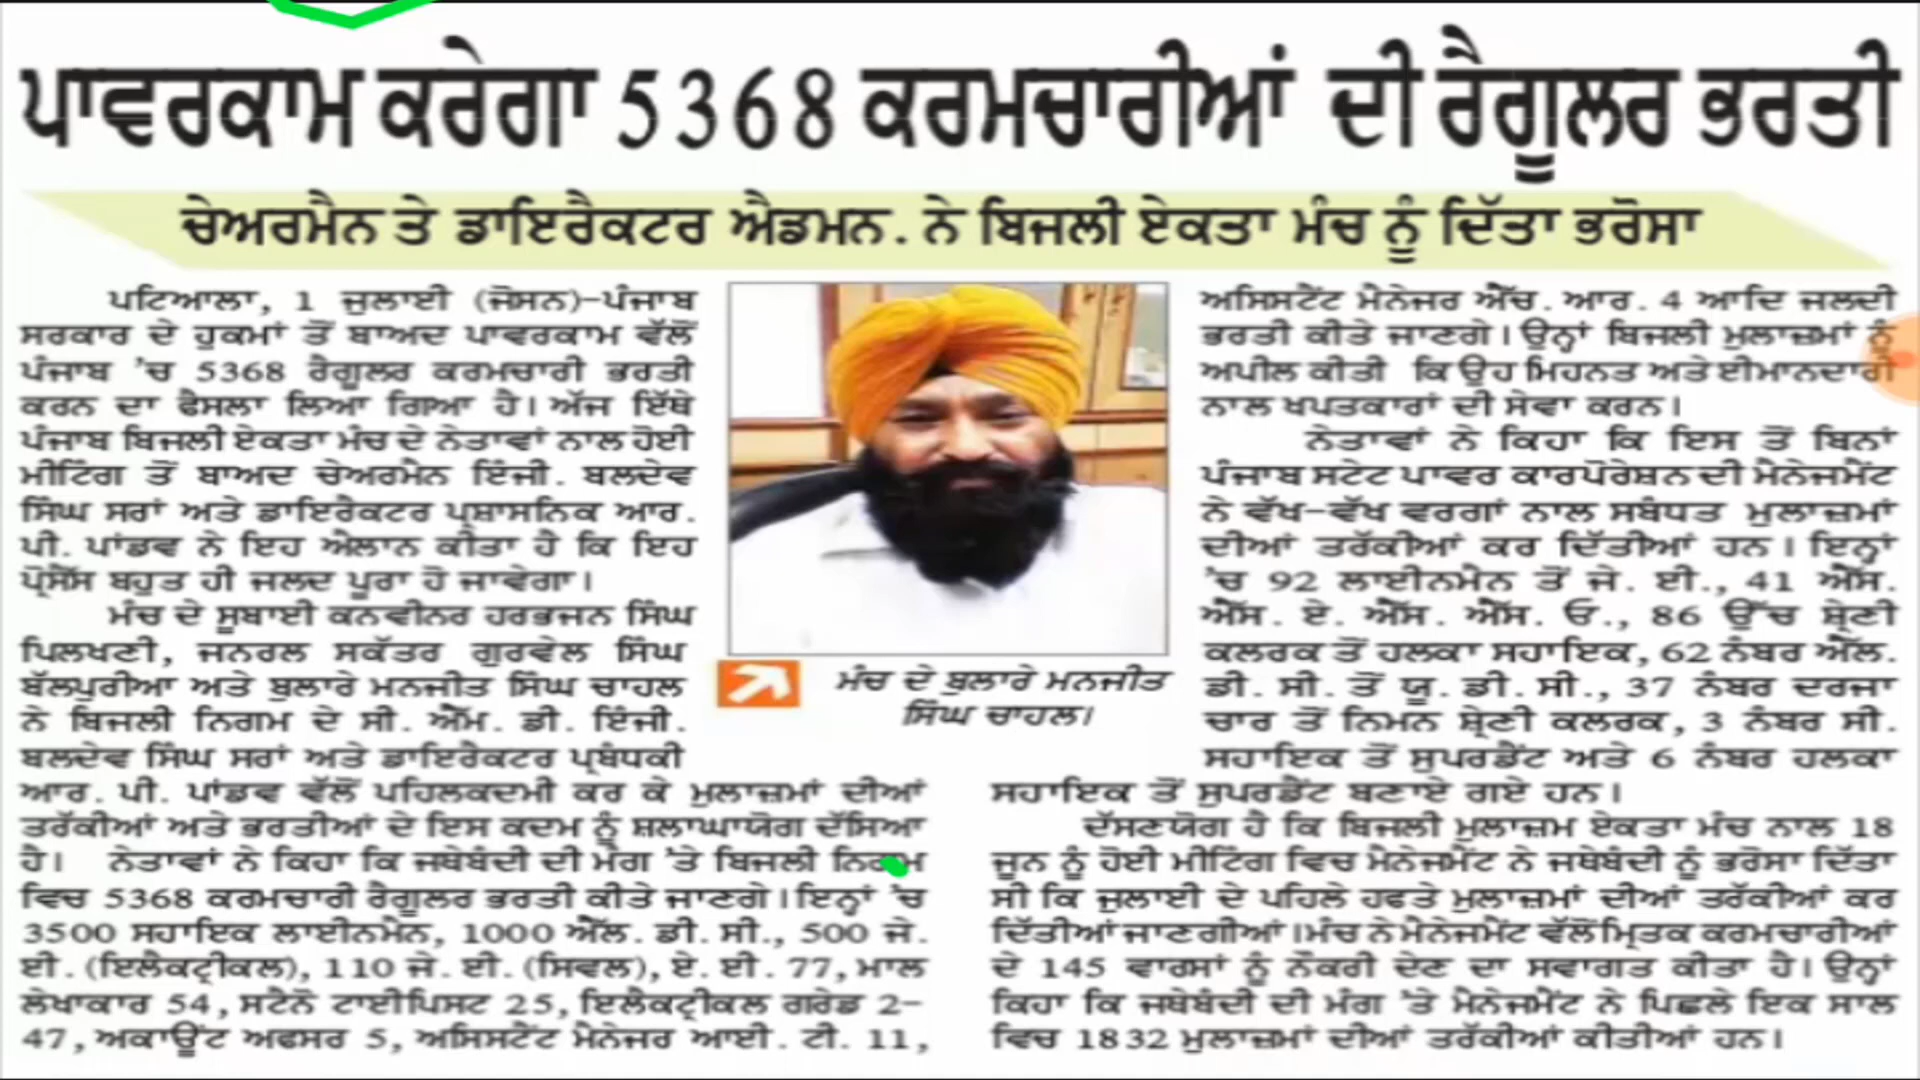 ਪਾਵਰਕਾਮ ਕਰੇਗਾ 5368 ਕਰਮਚਾਰੀਆਂ ਦੀ ਰੈਗੂਲਰ ਭਰਤੀ
ਚੇਅਰਮੈਨ ਤੇ ਡਾਇਰੈਕਟਰ ਐਡਮਨ. ਨੇ ਬਿਜਲੀ ਏਕਤਾ ਮੰਚ ਨੂੰ ਦਿੱਤਾ ਭਰੋਸਾ
ਪਟਿਆਲਾ, 1 ਜੁਲਾਈ (ਜੋਸਨ)-ਪੰਜਾਬ
ਸਰਕਾਰ ਦੇ ਹੁਕਮਾਂ ਤੋਂ ਬਾਅਦ ਪਾਵਰਕਾਮ ਵੱਲੋਂ
ਪੰਜਾਬ 'ਚ 5368 ਰੈਗੂਲਰ ਕਰਮਚਾਰੀ ਭਰਤੀ
ਕਰਨ ਦਾ ਫੈਸਲਾ ਲਿਆ ਗਿਆ ਹੈ। ਅੱਜ ਇੱਥੇ
ਪੰਜਾਬ ਬਿਜਲੀ ਏਕਤਾ ਮੰਚ ਦੇ ਨੇਤਾਵਾਂ ਨਾਲ ਹੋਈ
ਮੀਟਿੰਗ ਤੋਂ ਬਾਅਦ ਚੇਅਰਮੈਨ ਇੰਜੀ. ਬਲਦੇਵ
ਸਿੰਘ ਸਰਾਂ ਅਤੇ ਡਾਇਰੈਕਟਰ ਪ੍ਰਸ਼ਾਸਨਿਕ ਆਰ.
ਪੀ. ਪਾਂਡਵ ਨੇ ਇਹ ਐਲਾਨ ਕੀਤਾ ਹੈ ਕਿ ਇਹ
ਪ੍ਰੋਸੈੱਸ ਬਹੁਤ ਹੀ ਜਲਦ ਪੂਰਾ ਹੋ ਜਾਵੇਗਾ।
ਮੰਚ ਦੇ ਸੂਬਾਈ ਕਨਵੀਨਰ ਹਰਭਜਨ ਸਿੰਘ
ਪਿਲਖਣੀ, ਜਨਰਲ ਸਕੱਤਰ ਗੁਰਵੇਲ ਸਿੰਘ
ਬੱਲਪੁਰੀਆ ਅਤੇ ਬੁਲਾਰੇ ਮਨਜੀਤ ਸਿੰਘ ਚਾਹਲ
ਨੇ ਬਿਜਲੀ ਨਿਗਮ ਦੇ ਸੀ. ਐੱਮ. ਡੀ. ਇੰਜੀ.
ਬਲਦੇਵ ਸਿੰਘ ਸਰਾਂ ਅਤੇ ਡਾਇਰੈਕਟਰ ਪ੍ਰਬੰਧਕੀ
ਆਰ. ਪੀ. ਪਾਂਡਵ ਵੱਲੋਂ ਪਹਿਲਕਦਮੀ ਕਰ ਕੇ ਮੁਲਾਜ਼ਮਾਂ ਦੀਆਂ
ਤਰੱਕੀਆਂ ਅਤੇ ਭਰਤੀਆਂ ਦੇ ਇਸ ਕਦਮ ਨੂੰ ਸ਼ਲਾਘਾਯੋਗ ਦੱਸਿਆ
ਹੈ। ਨੇਤਾਵਾਂ ਨੇ ਕਿਹਾ ਕਿ ਜਥੇਬੰਦੀ ਦੀ ਮੰਗ 'ਤੇ ਬਿਜਲੀ ਨਿਗਮ
ਵਿਚ 5368 ਕਰਮਚਾਰੀ ਰੈਗੂਲਰ ਭਰਤੀ ਕੀਤੇ ਜਾਣਗੇ। ਇਨ੍ਹਾਂ 'ਚ
3500 ਸਹਾਇਕ ਲਾਈਨਮੈਨ, 1000 ਐੱਲ. ਡੀ. ਸੀ., 500 ਜੇ.
ਈ. (ਇਲੈਕਟ੍ਰੀਕਲ), 110 ਜੇ. ਈ. (ਸਿਵਲ), ਏ. ਈ. 77, ਮਾਲ
ਲੇਖਾਕਾਰ 54, ਸਟੈਨੋ ਟਾਈਪਿਸਟ 25, ਇਲੈਕਟ੍ਰੀਕਲ ਗਰੇਡ 2-
47, ਅਕਾਊਂਟ ਅਫਸਰ 5, ਅਸਿਸਟੈਂਟ ਮੈਨੇਜਰ ਆਈ. ਟੀ. 11,
ਮੰਚ ਦੇ ਬੁਲਾਰੇ ਮਨਜੀਤ
ਸਿੰਘ ਚਾਹਲ।
ਅਸਿਸਟੈਂਟ ਮੈਨੇਜਰ ਐੱਚ. ਆਰ. 4 ਆਦਿ ਜਲਦੀ
ਭਰਤੀ ਕੀਤੇ ਜਾਣਗੇ। ਉਨ੍ਹਾਂ ਬਿਜਲੀ ਮੁਲਾਜ਼ਮਾਂ ਨੂੰ
ਅਪੀਲ ਕੀਤੀ ਕਿ ਉਹ ਮਿਹਨਤ ਅਤੇ ਈਮਾਨਦਾਰੀ
ਨਾਲ ਖਪਤਕਾਰਾਂ ਦੀ ਸੇਵਾ ਕਰਨ।
ਨੇਤਾਵਾਂ ਨੇ ਕਿਹਾ ਕਿ ਇਸ ਤੋਂ ਬਿਨਾਂ
ਪੰਜਾਬ ਸਟੇਟ ਪਾਵਰ ਕਾਰਪੋਰੇਸ਼ਨ ਦੀ ਮੈਨੇਜਮੈਂਟ
ਨੇ ਵੱਖ-ਵੱਖ ਵਰਗਾਂ ਨਾਲ ਸਬੰਧਤ ਮੁਲਾਜ਼ਮਾਂ
ਦੀਆਂ ਤਰੱਕੀਆਂ ਕਰ ਦਿੱਤੀਆਂ ਹਨ। ਇਨ੍ਹਾਂ
'ਚ 92 ਲਾਈਨਮੈਨ ਤੋਂ ਜੇ. ਈ., 41 ਐੱਸ.
ਐੱਸ. ਏ. ਐੱਸ. ਐੱਸ. ਓ., 86 ਉੱਚ ਸ਼੍ਰੇਣੀ
ਕਲਰਕ ਤੋਂ ਹਲਕਾ ਸਹਾਇਕ, 62 ਨੰਬਰ ਐੱਲ.
ਡੀ. ਸੀ. ਤੋਂ ਯੂ. ਡੀ. ਸੀ., 37 ਨੰਬਰ ਦਰਜਾ
ਚਾਰ ਤੋਂ ਨਿਮਨ ਸ਼੍ਰੇਣੀ ਕਲਰਕ, 3 ਨੰਬਰ ਸੀ.
ਸਹਾਇਕ ਤੋਂ ਸੁਪਰਡੈਂਟ ਅਤੇ 6 ਨੰਬਰ ਹਲਕਾ
ਸਹਾਇਕ ਤੋਂ ਸੁਪਰਡੈਂਟ ਬਣਾਏ ਗਏ ਹਨ।
ਦੱਸਣਯੋਗ ਹੈ ਕਿ ਬਿਜਲੀ ਮੁਲਾਜ਼ਮ ਏਕਤਾ ਮੰਚ ਨਾਲ 18
ਜੂਨ ਨੂੰ ਹੋਈ ਮੀਟਿੰਗ ਵਿਚ ਮੈਨੇਜਮੈਂਟ ਨੇ ਜਥੇਬੰਦੀ ਨੂੰ ਭਰੋਸਾ ਦਿੱਤਾ
ਸੀ ਕਿ ਜੁਲਾਈ ਦੇ ਪਹਿਲੇ ਹਫਤੇ ਮੁਲਾਜ਼ਮਾਂ ਦੀਆਂ ਤਰੱਕੀਆਂ ਕਰ
ਦਿੱਤੀਆਂ ਜਾਣਗੀਆਂ। ਮੰਚ ਨੇ ਮੈਨੇਜਮੈਂਟ ਵੱਲੋਂ ਮ੍ਰਿਤਕ ਕਰਮਚਾਰੀਆਂ
ਦੇ 145 ਵਾਰਸਾਂ ਨੂੰ ਨੌਕਰੀ ਦੇਣ ਦਾ ਸਵਾਗਤ ਕੀਤਾ ਹੈ। ਉਨ੍ਹਾਂ
ਕਿਹਾ ਕਿ ਜਥੇਬੰਦੀ ਦੀ ਮੰਗ 'ਤੇ ਮੈਨੇਜਮੈਂਟ ਨੇ ਪਿਛਲੇ ਇਕ ਸਾਲ
ਵਿਚ 1832 ਮੁਲਾਜ਼ਮਾਂ ਦੀਆਂ ਤਰੱਕੀਆਂ ਕੀਤੀਆਂ ਹਨ।